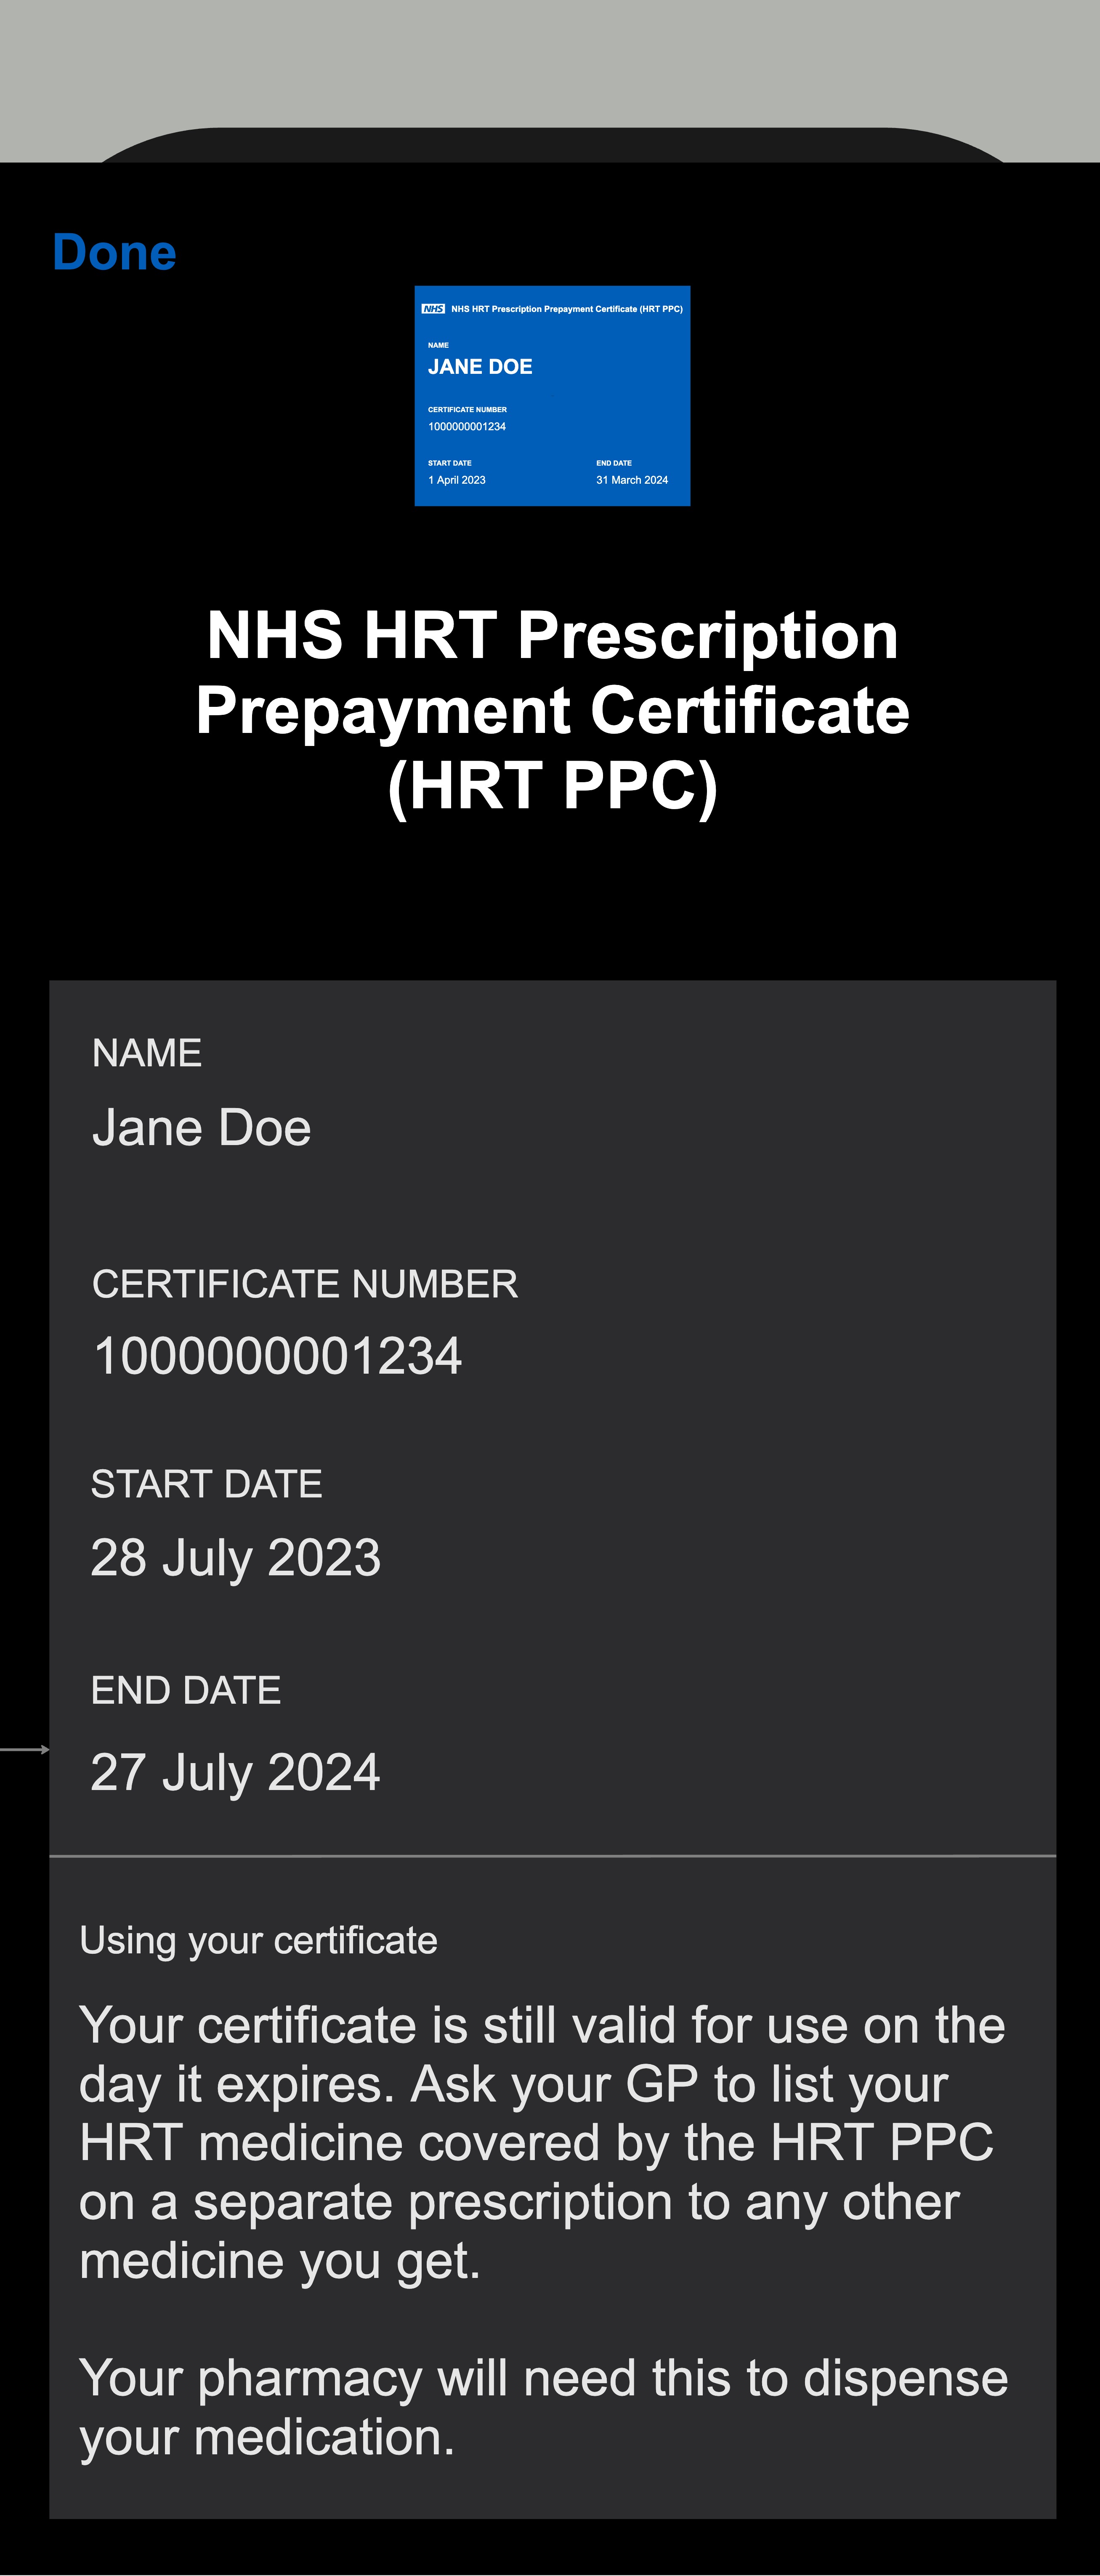 Done
NHS NHS HRT Prescription Prepayment Certificate (HRT PPC)
NAME
JANE DOE
CERTIFICATE NUMBER
1000000001234
START DATE END DATE
1 April 2023 31 March 2024
NHS HRT Prescription
Prepayment Certificate
(HRT PPC)
NAME
Jane Doe
CERTIFICATE NUMBER
1000000001234
START DATE
28 July 2023
END DATE
27 July 2024
Using your certificate
Your certificate is still valid for use on the
day it expires. Ask your GP to list your
HRT medicine covered by the HRT PPC
on a separate prescription to any other
medicine you get.
Your pharmacy will need this to dispense
your medication.